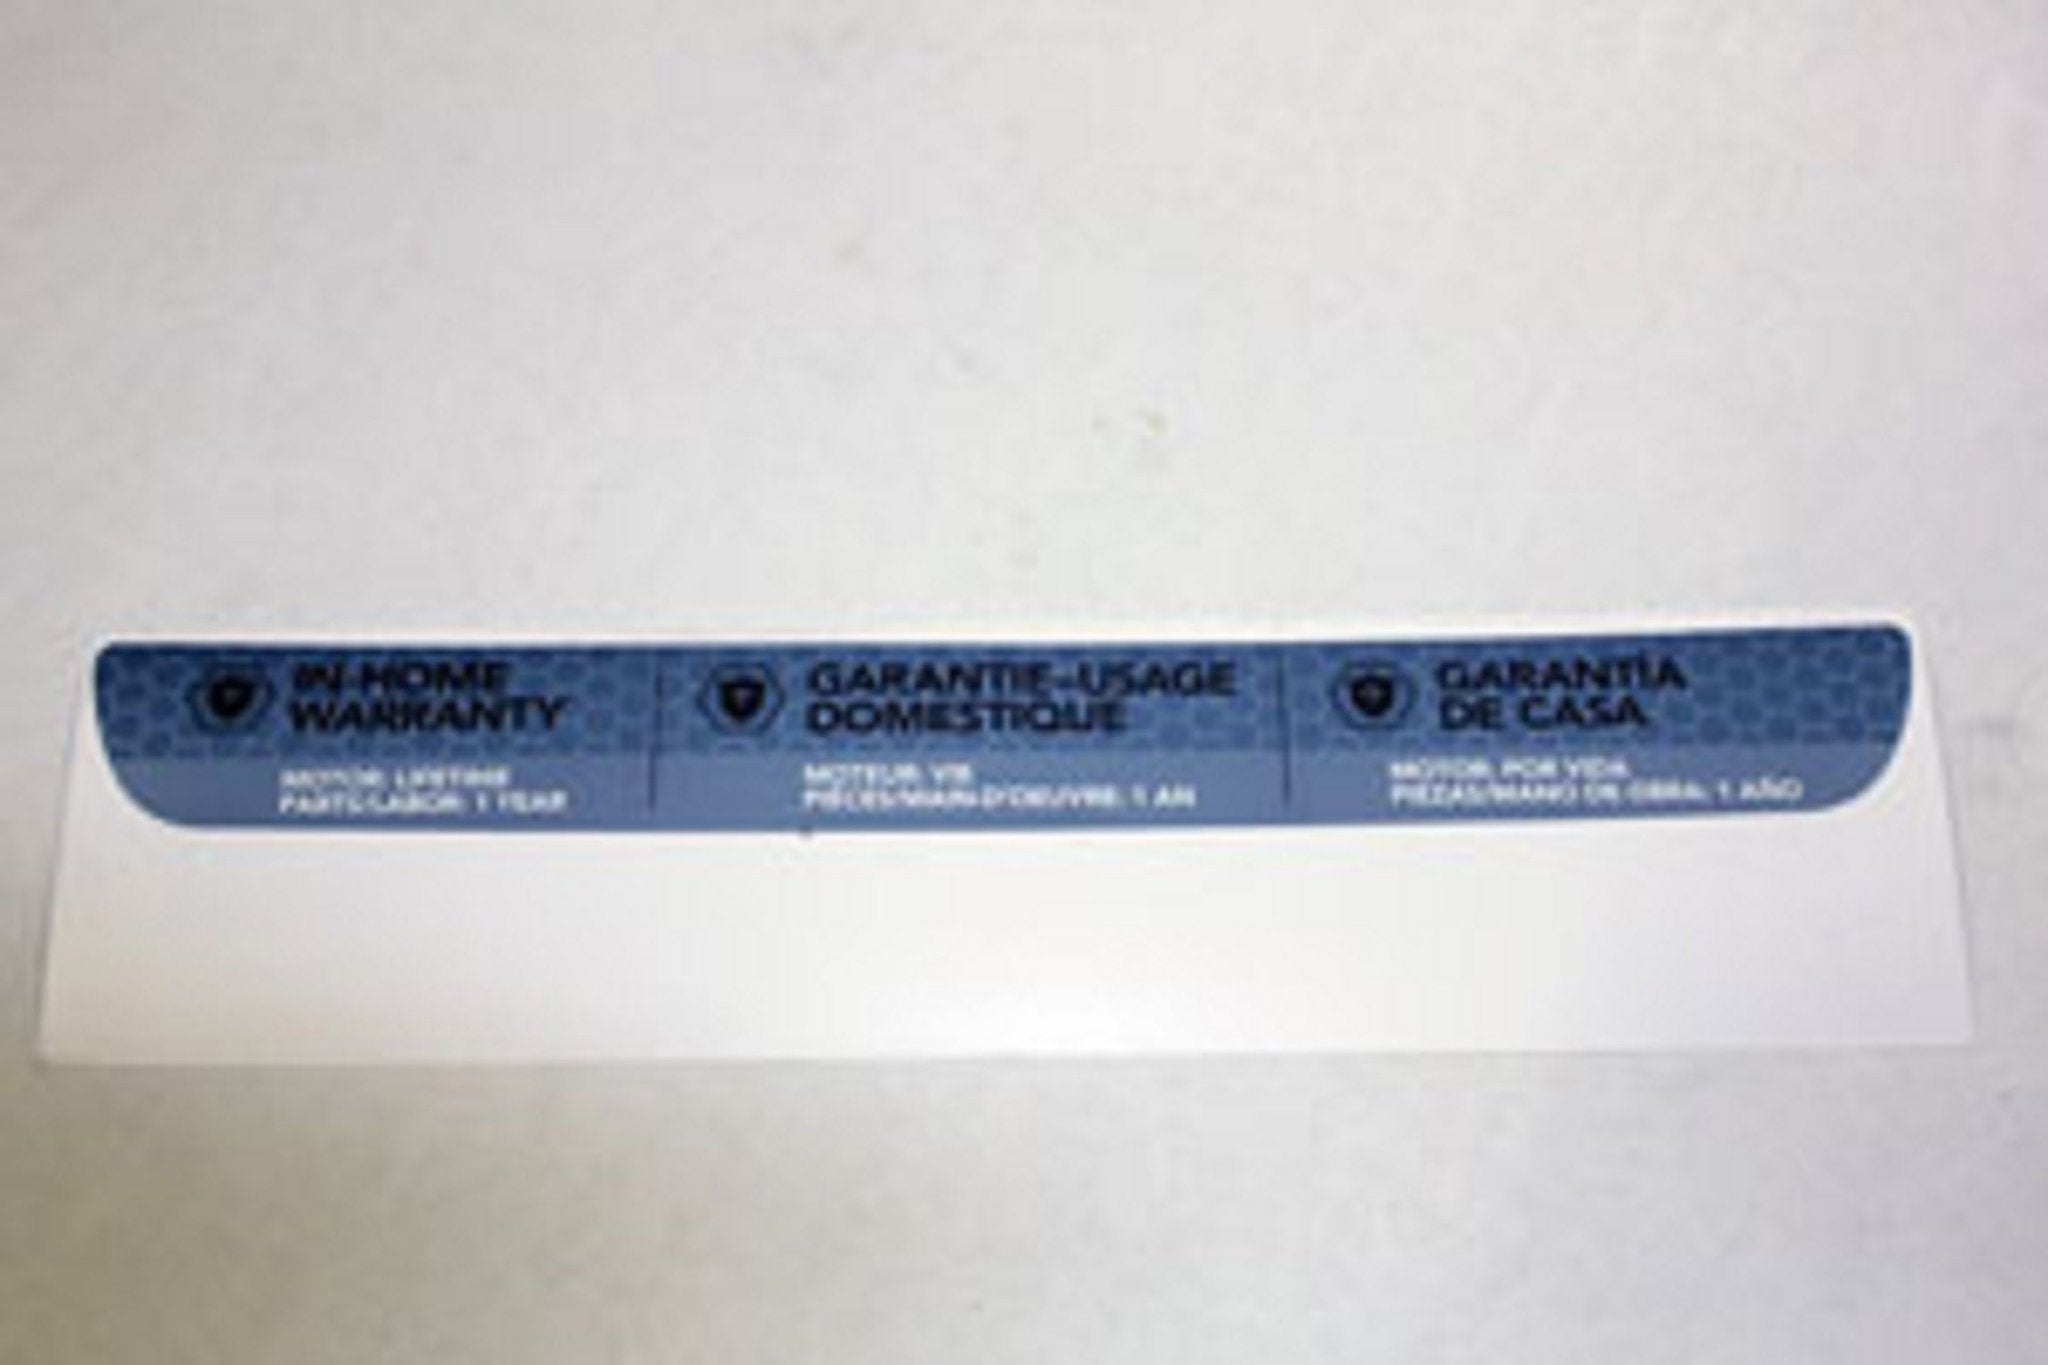 IN-HOME
WARRANTY
MOTOR: LIFETIME
PARTS/LABOR: 1 YEAR
GARANTIE–USAGE
DOMESTIQUE
MOTEUR: VIE
PIÈCES/MAIN-D'OEUVRE: 1 AN
GARANTÍA
DE CASA
MOTOR: POR VIDA
PIEZAS/MANO DE OBRA: 1 AÑO